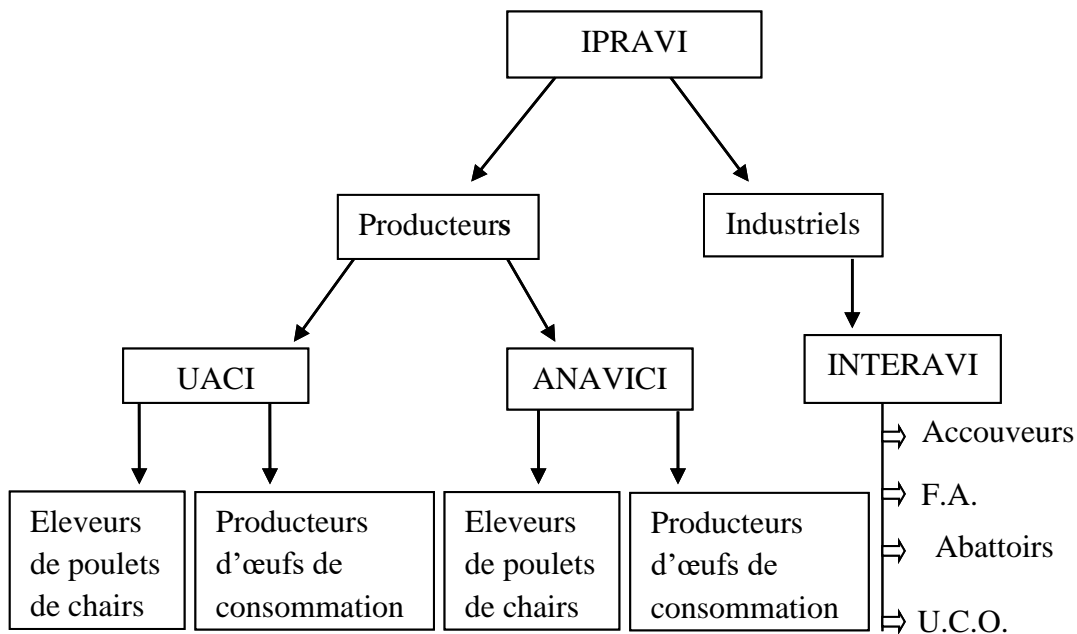 IPRAVI
Producteurs
Industriels
UACI
ANAVICI
INTERAVI
Eleveurs
de poulets
de chairs
Producteurs
d'œufs de
consommation
Eleveurs
de poulets
de chairs
Producteurs
d'œufs de
consommation
Accouveurs
F.A.
Abattoirs
U.C.O.